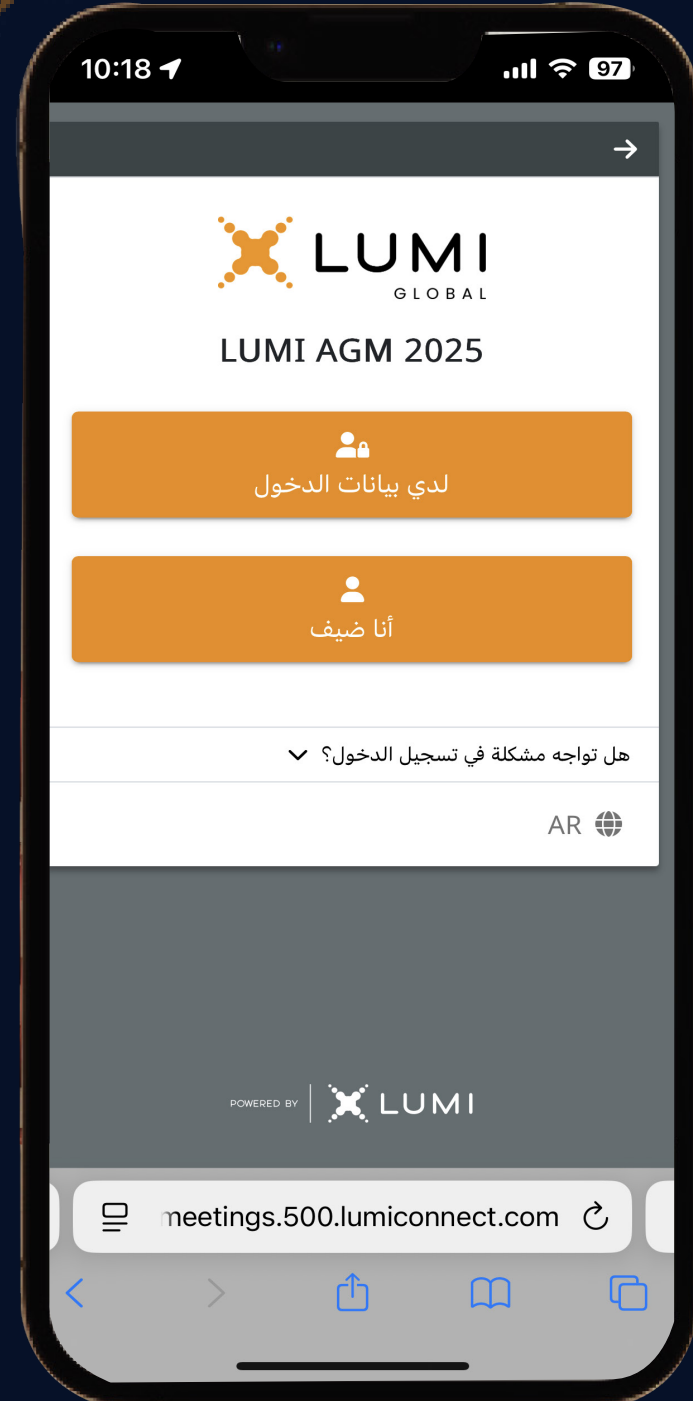 10:18
97
LUMI
GLOBAL
LUMI AGM 2025
لدي بيانات الدخول
أنا ضيف
هل تواجه مشكلة في تسجيل الدخول؟
AR
POWERED BY LUMI
meetings.500.lumiconnect.com